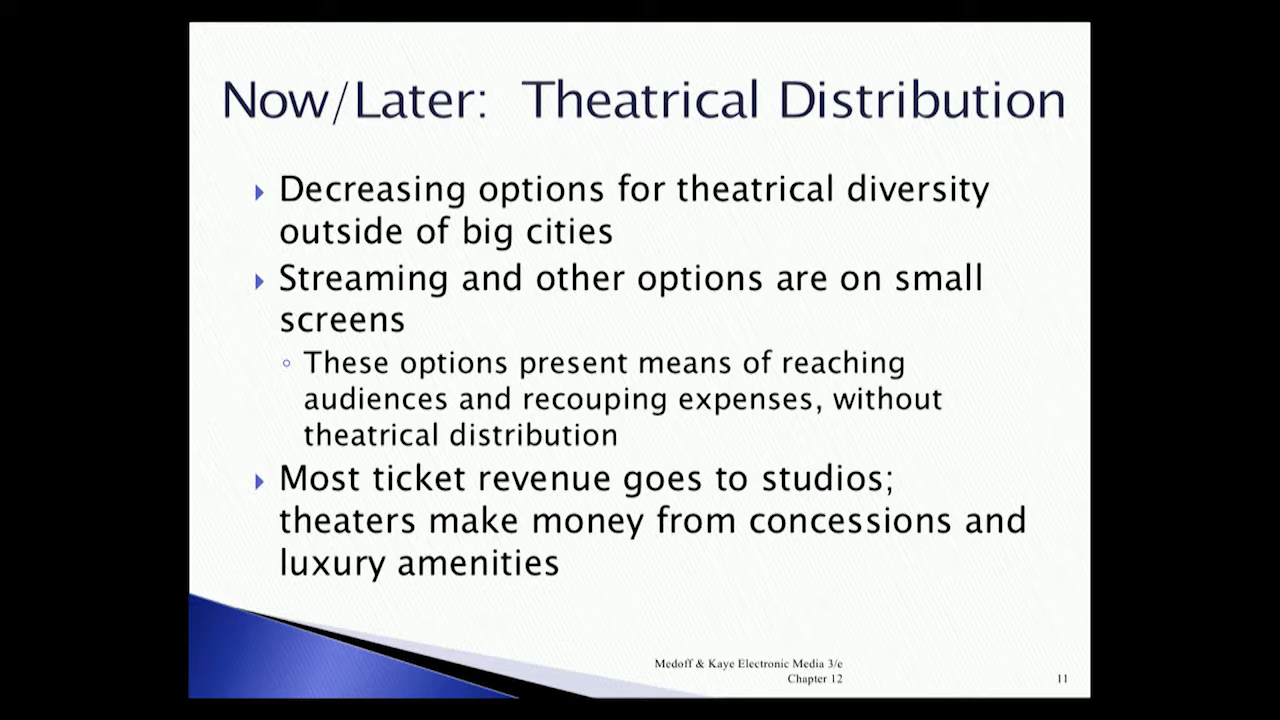 Now/Later: Theatrical Distribution
Decreasing options for theatrical diversity
outside of big cities
Streaming and other options are on small
screens
These options present means of reaching
audiences and recouping expenses, without
theatrical distribution
Most ticket revenue goes to studios;
theaters make money from concessions and
luxury amenities
Medoff & Kaye Electronic Media 3/e
Chapter 12
11